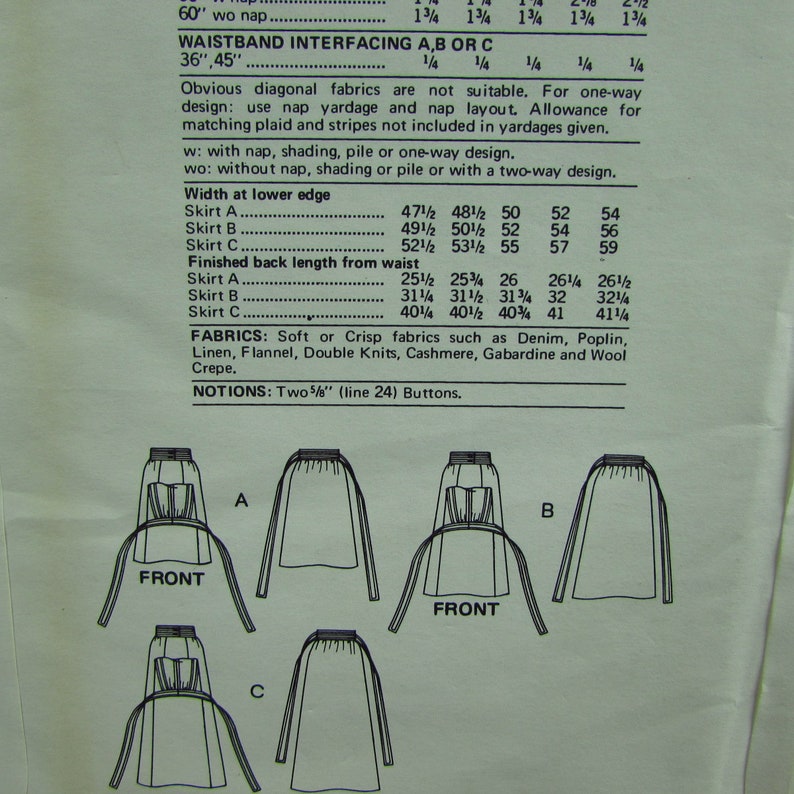 60" wo nap 1¾ 1¾ 1¾ 1¾ 1¾
WAISTBAND INTERFACING A,B OR C
36",45" ¼ ¼ ¼ ¼ ¼
Obvious diagonal fabrics are not suitable. For one-way
design: use nap yardage and nap layout. Allowance for
matching plaid and stripes not included in yardages given.
w: with nap, shading, pile or one-way design.
wo: without nap, shading or pile or with a two-way design.
Width at lower edge
Skirt A 47½ 48½ 50 52 54
Skirt B 49½ 50½ 52 54 56
Skirt C 52½ 53½ 55 57 59
Finished back length from waist
Skirt A 25½ 25¾ 26 26¼ 26½
Skirt B 31¼ 31½ 31¾ 32 32¼
Skirt C 40¼ 40½ 40¾ 41 41¼
FABRICS: Soft or Crisp fabrics such as Denim, Poplin,
Linen, Flannel, Double Knits, Cashmere, Gabardine and Wool
Crepe.
NOTIONS: Two ⅝" (line 24) Buttons.
A
B
FRONT
FRONT
C